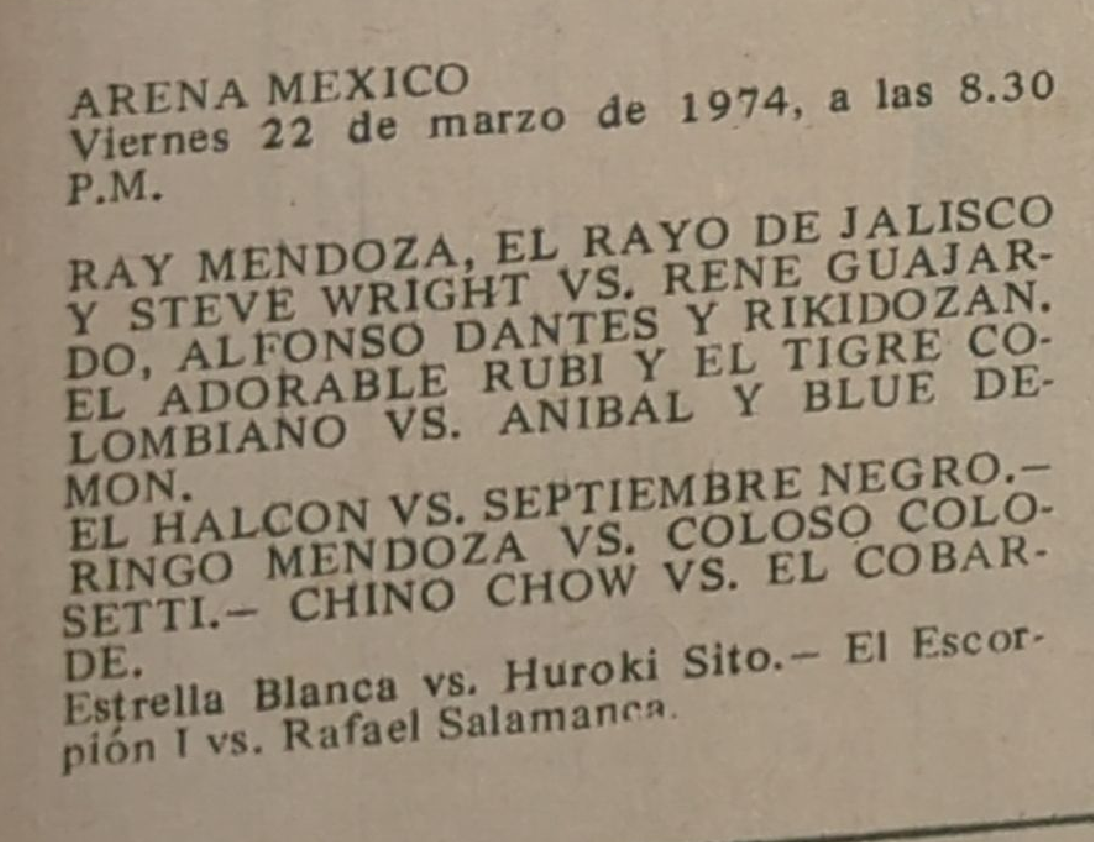 ARENA MEXICO
Viernes 22 de marzo de 1974, a las 8.30
P.M.
RAY MENDOZA, EL RAYO DE JALISCO
Y STEVE WRIGHT VS. RENE GUAJAR-
DO, ALFONSO DANTES Y RIKIDOZAN.
EL ADORABLE RUBI Y EL TIGRE CO-
LOMBIANO VS. ANIBAL Y BLUE DE-
MON.
EL HALCON VS. SEPTIEMBRE NEGRO.—
RINGO MENDOZA VS. COLOSO COLO-
SETTI.— CHINO CHOW VS. EL COBAR-
DE.
Estrella Blanca vs. Huroki Sito.— El Escor-
pión I vs. Rafael Salamanca.